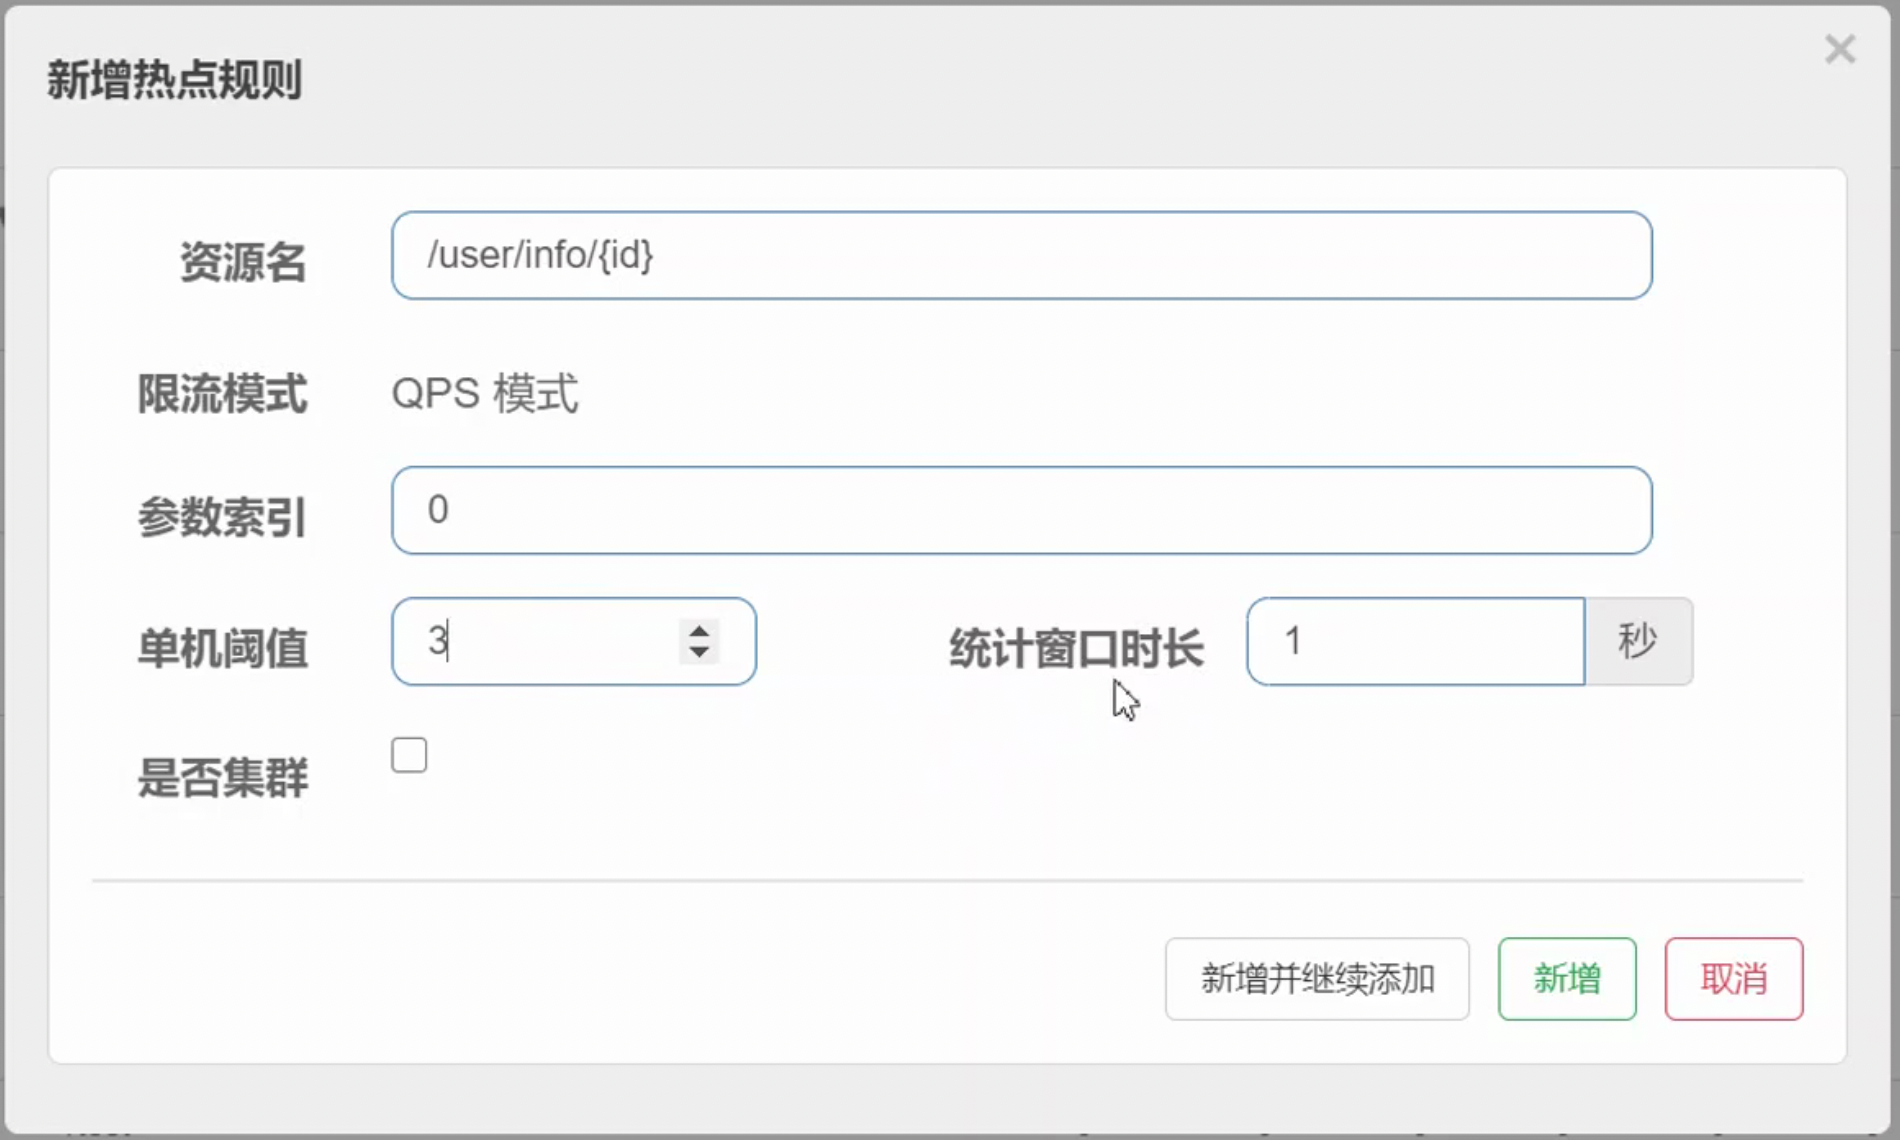 新增热点规则
×
资源名 /user/info/{id}
限流模式 QPS 模式
参数索引 0
单机阈值 3 统计窗口时长 1 秒
是否集群
新增并继续添加 新增 取消